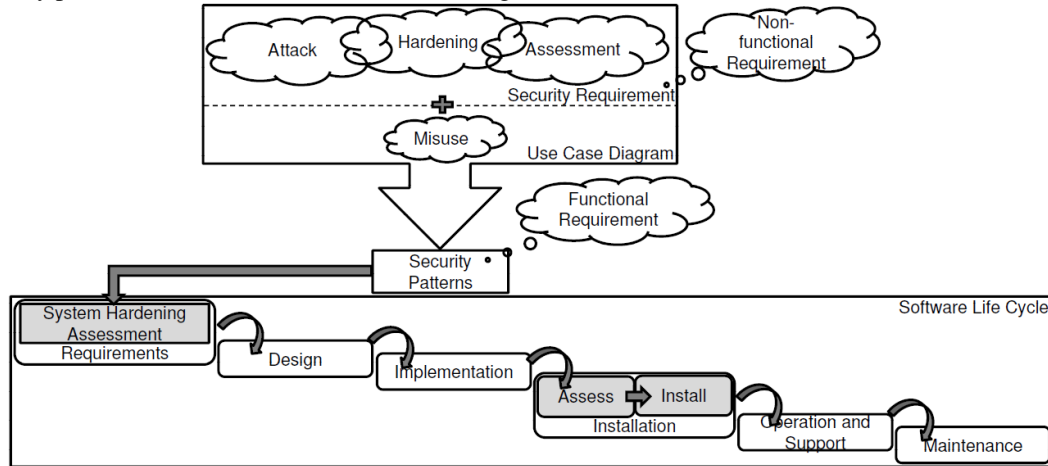 Attack
Hardening
Assessment
Non-
functional
Requirement
Security Requirement
Misuse
Use Case Diagram
Functional
Requirement
Security
Patterns
Software Life Cycle
System Hardening
Assessment
Requirements
Design
Implementation
Assess
Install
Installation
Operation and
Support
Maintenance